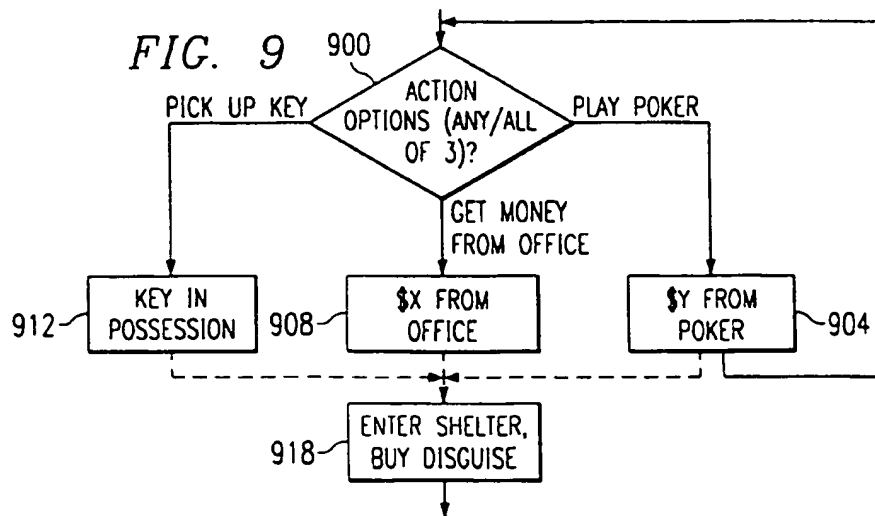 FIG. 9
900
ACTION
OPTIONS (ANY/ALL
OF 3)?
PICK UP KEY
PLAY POKER
GET MONEY
FROM OFFICE
912
KEY IN
POSSESSION
908
$X FROM
OFFICE
$Y FROM
POKER
904
918
ENTER SHELTER,
BUY DISGUISE